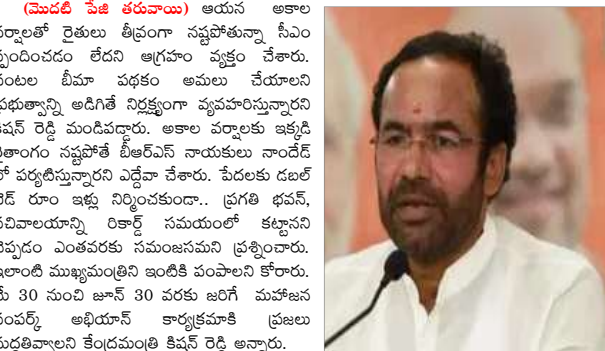 (మొదటి పేజి తరువాయి) ఆయన అకాల
వర్షాలతో రైతులు తీవ్రంగా నష్టపోతున్నా సీఎం
స్పందించడం లేదని ఆగ్రహం వ్యక్తం చేశారు.
పంటల బీమా పథకం అమలు చేయాలని
ప్రభుత్వాన్ని అడిగితే నిర్లక్ష్యంగా వ్యవహరిస్తున్నారని
కిషన్ రెడ్డి మండిపడ్డారు. అకాల వర్షాలకు ఇక్కడి
రైతాంగం నష్టపోతే బీఆర్ఎస్ నాయకులు నాందేడ్
లో పర్యటిస్తున్నారని ఎద్దేవా చేశారు. పేదలకు డబల్
బెడ్ రూం ఇళ్లు నిర్మించకుండా.. ప్రగతి భవన్,
సచివాలయాన్ని రికార్డ్ సమయంలో కట్టానని
చెప్పడం ఎంతవరకు సమంజసమని ప్రశ్నించారు.
ఇలాంటి ముఖ్యమంత్రిని ఇంటికి పంపాలని కోరారు.
మే 30 నుంచి జూన్ 30 వరకు జరిగే మహాజన
సంపర్క్ అభియాన్ కార్యక్రమాకి ప్రజలు
మద్దతివ్వాలని కేంద్రమంత్రి కిషన్ రెడ్డి అన్నారు.